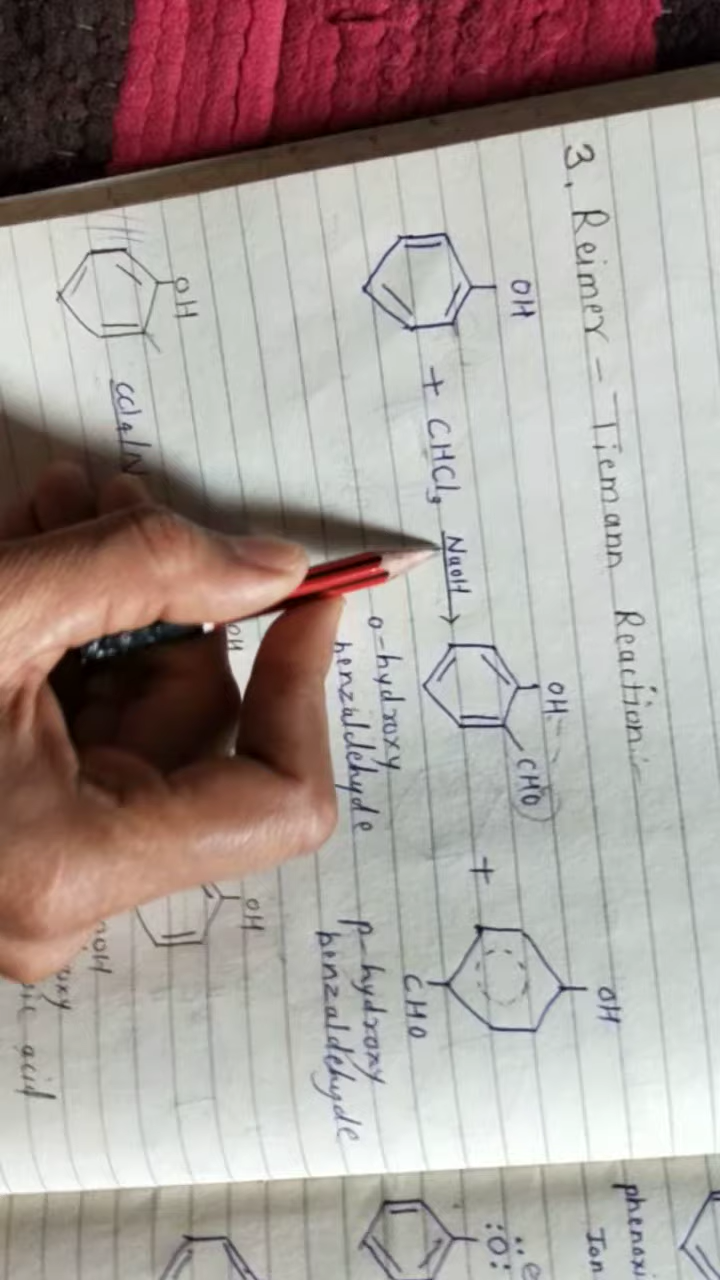 3. Reimer - Tiemann Reaction:-
OH
+ CHCl3 NaOH → OH CHO + OH CHO
o-hydroxy benzaldehyde
p-hydroxy benzaldehyde
OH
CCl4/N
OH
OH
acid
phenoxi
Ion
:Ö: e